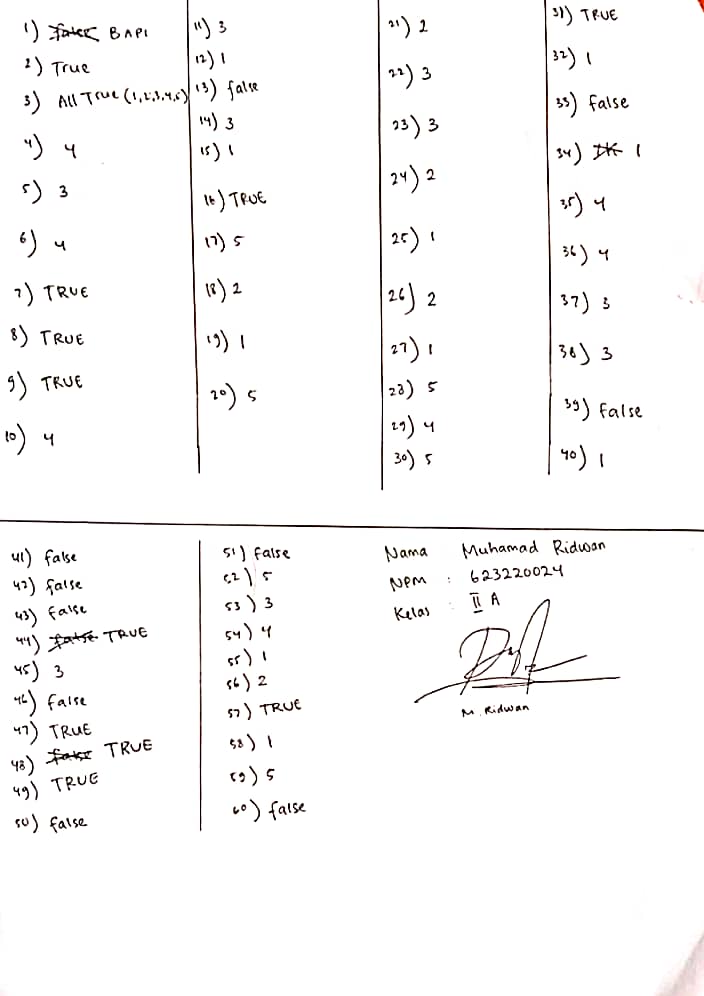 1) false BAPI
2) True
3) All True (1,2,3,4,5)
4) 4
5) 3
6) 4
7) TRUE
8) TRUE
9) TRUE
10) 4
11) 3
12) 1
13) false
14) 3
15) 1
16) TRUE
17) 5
18) 2
19) 1
20) 5
21) 2
22) 3
23) 3
24) 2
25) 1
26) 2
27) 1
28) 5
29) 4
30) 5
31) TRUE
32) 1
33) false
34) 1
35) 4
36) 4
37) 3
38) 3
39) false
40) 1
41) false
42) false
43) false
44) false TRUE
45) 3
46) false
47) TRUE
48) false TRUE
49) TRUE
50) false
51) false
52) 5
53) 3
54) 4
55) 1
56) 2
57) TRUE
58) 1
59) 5
60) false
Nama Muhamad Ridwan
NPM : 623220024
Kelas : II A
M. Ridwan